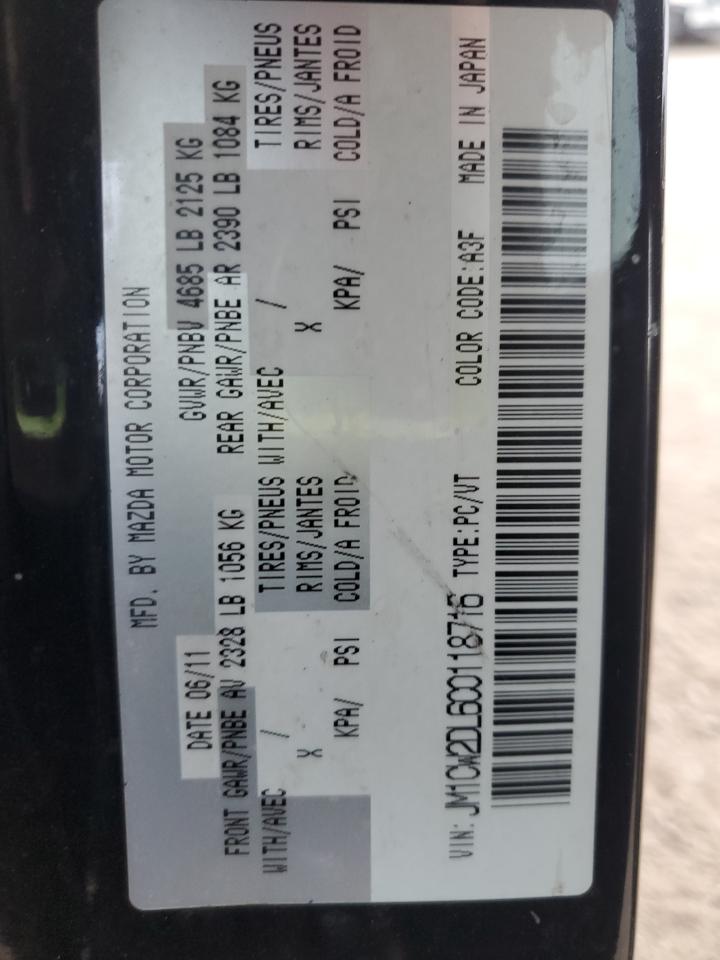 MFD. BY MAZDA MOTOR CORPORATION
DATE 06/11 GVWR/PNBV 4685 LB 2125 KG
FRONT GAWR/PNBE AV 2328 LB 1056 KG REAR GAWR/PNBE AR 2390 LB 1084 KG
WITH/AVEC / TIRES/PNEUS WITH/AVEC / TIRES/PNEUS
X RIMS/JANTES X RIMS/JANTES
KPA/ PSI COLD/A FROID KPA/ PSI COLD/A FROID
VIN: JM1CW2DL6C0118716 TYPE:PC/VT COLOR CODE:A3F MADE IN JAPAN